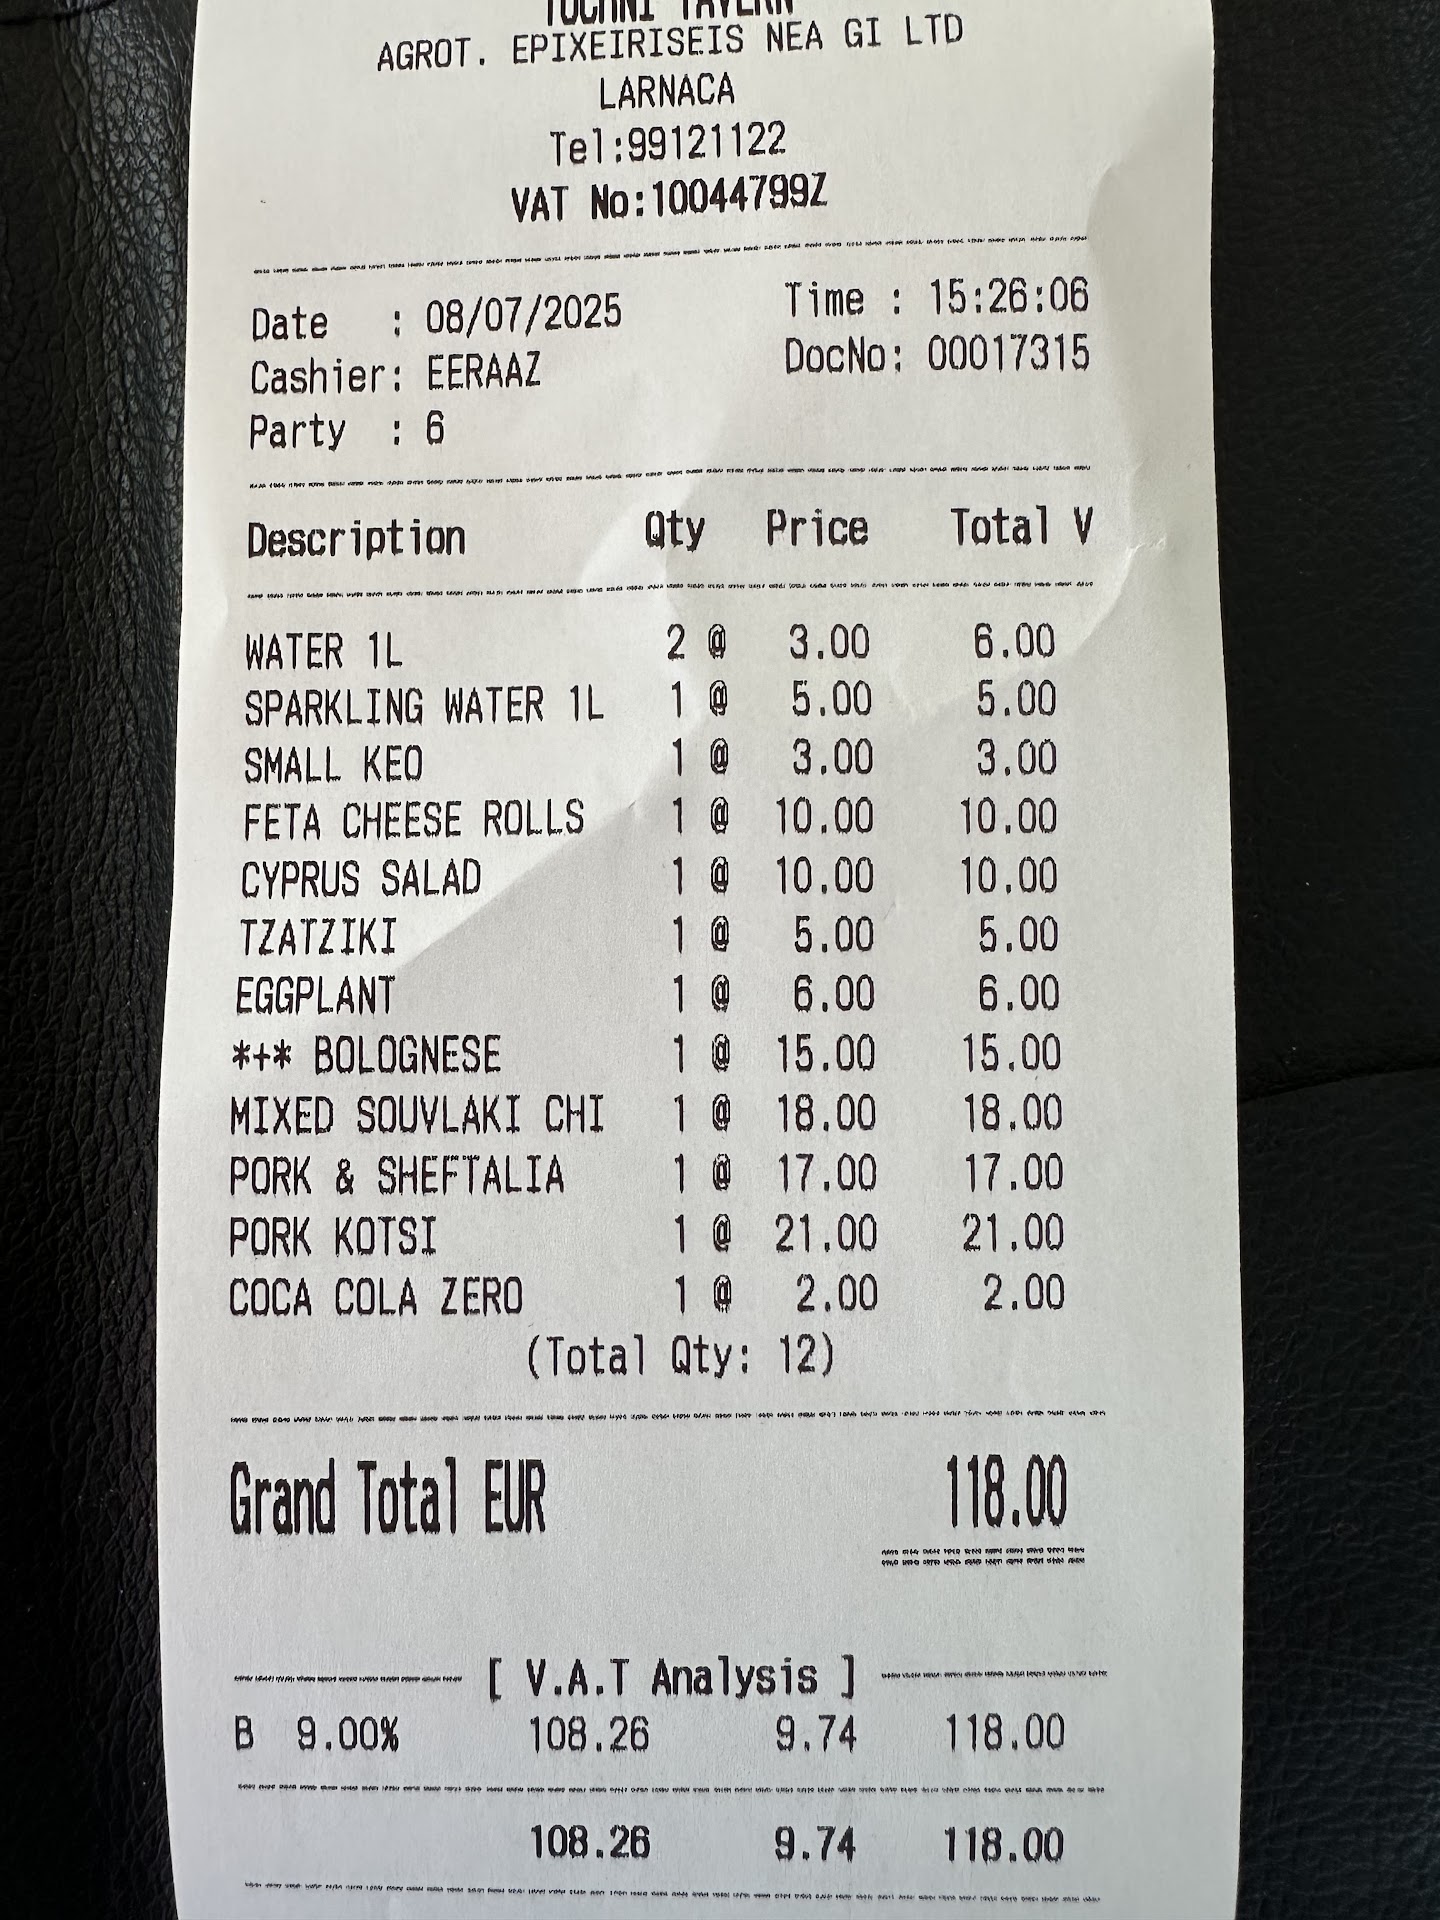 TOCHNI TAVERN
AGROT. EPIXEIRISEIS NEA GI LTD
LARNACA
Tel:99121122
VAT No:10044799Z
Date : 08/07/2025 Time : 15:26:06
Cashier: EERAAZ DocNo: 00017315
Party : 6
Description Qty Price Total V
WATER 1L 2 @ 3.00 6.00
SPARKLING WATER 1L 1 @ 5.00 5.00
SMALL KEO 1 @ 3.00 3.00
FETA CHEESE ROLLS 1 @ 10.00 10.00
CYPRUS SALAD 1 @ 10.00 10.00
TZATZIKI 1 @ 5.00 5.00
EGGPLANT 1 @ 6.00 6.00
*+* BOLOGNESE 1 @ 15.00 15.00
MIXED SOUVLAKI CHI 1 @ 18.00 18.00
PORK & SHEFTALIA 1 @ 17.00 17.00
PORK KOTSI 1 @ 21.00 21.00
COCA COLA ZERO 1 @ 2.00 2.00
(Total Qty: 12)
Grand Total EUR 118.00
[ V.A.T Analysis ]
B 9.00% 108.26 9.74 118.00
108.26 9.74 118.00